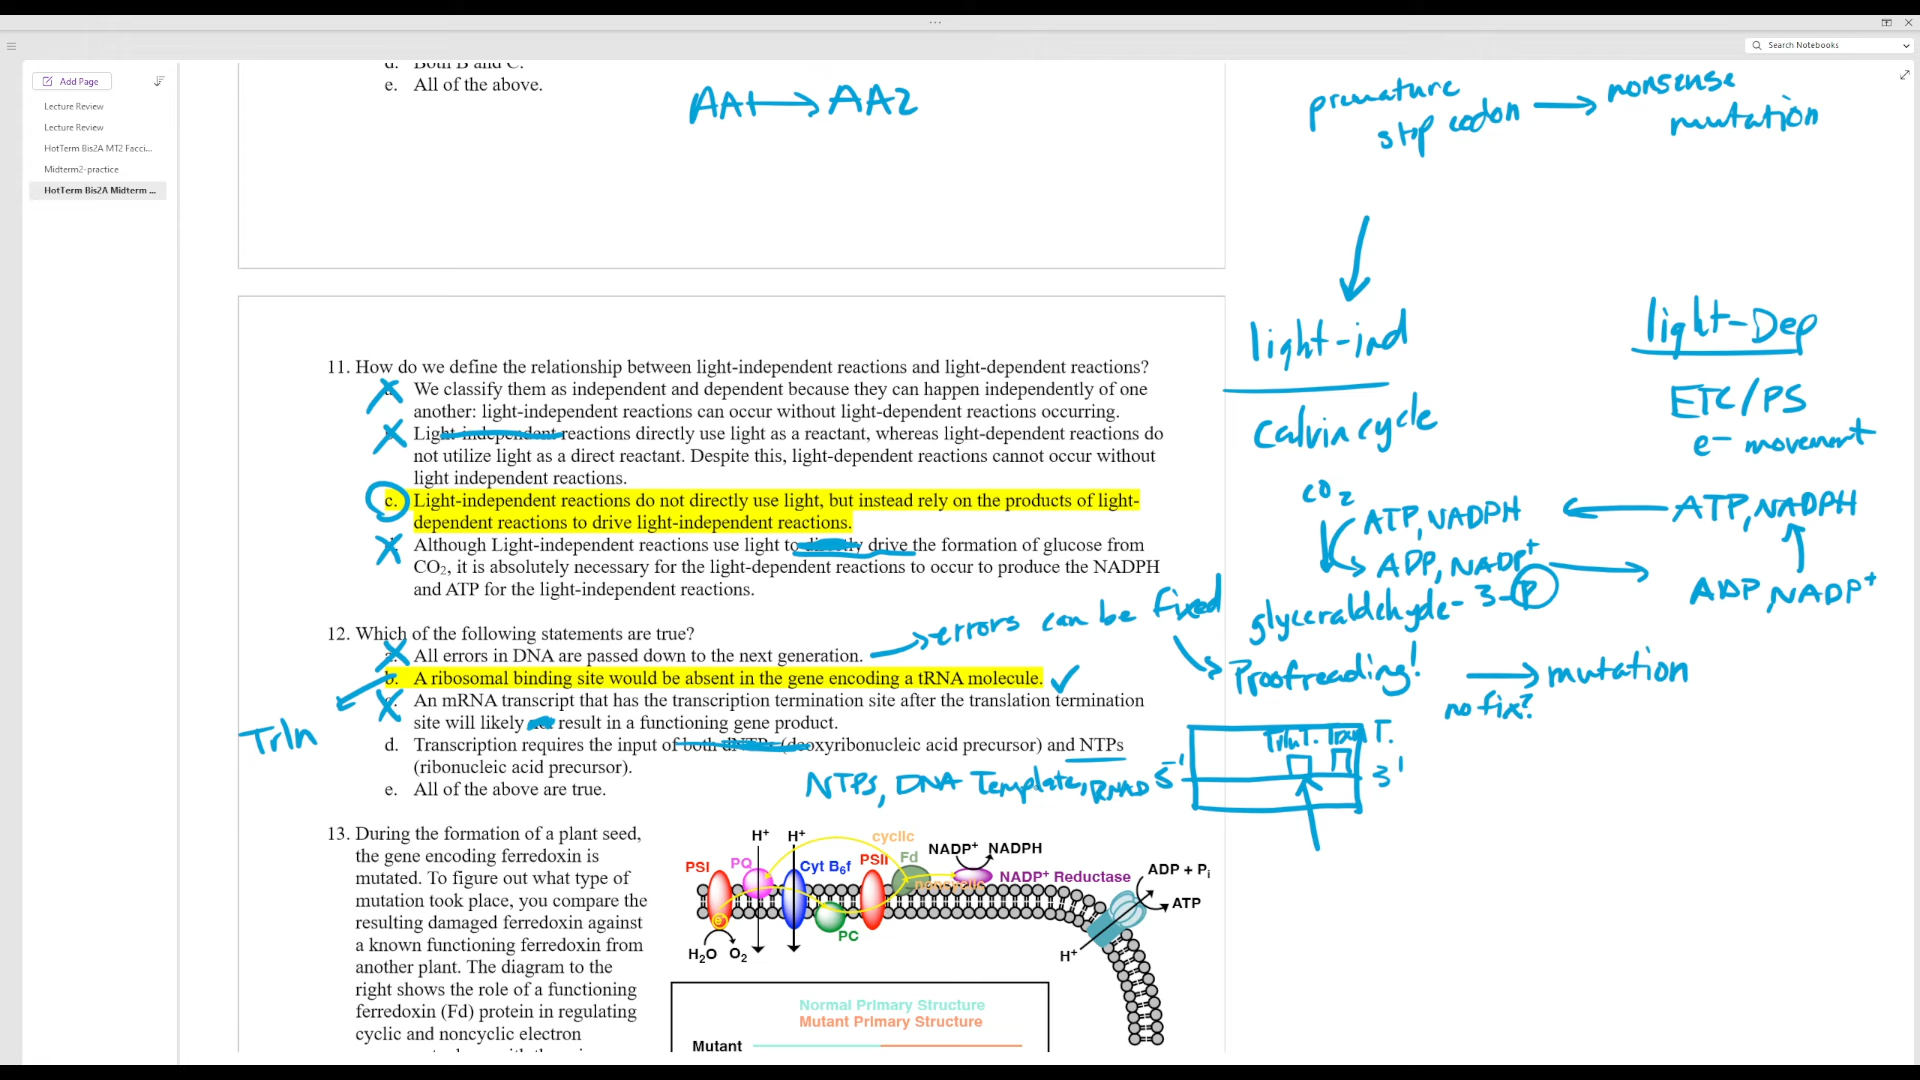 Search Notebooks
Add Page
Lecture Review
Lecture Review
HotTerm Bis2A MT2 Facci...
Midterm2-practice
HotTerm Bis2A Midterm ...
d. Both B and C.
e. All of the above.
AA1 → AA2
premature stop codon → nonsense mutation
11. How do we define the relationship between light-independent reactions and light-dependent reactions?
We classify them as independent and dependent because they can happen independently of one
another: light-independent reactions can occur without light-dependent reactions occurring.
Light-independent reactions directly use light as a reactant, whereas light-dependent reactions do
not utilize light as a direct reactant. Despite this, light-dependent reactions cannot occur without
light independent reactions.
c. Light-independent reactions do not directly use light, but instead rely on the products of light-
dependent reactions to drive light-independent reactions.
Although Light-independent reactions use light to directly drive the formation of glucose from
CO₂, it is absolutely necessary for the light-dependent reactions to occur to produce the NADPH
and ATP for the light-independent reactions.
light-ind
Calvin cycle
CO2
ATP, NADPH
ADP, NADP+
glyceraldehyde-3-P
light-Dep
ETC/PS
e- movement
ATP, NADPH
ADP, NADP+
12. Which of the following statements are true?
a. All errors in DNA are passed down to the next generation.
→ errors can be fixed
→ Proofreading!
no fix?
→ mutation
b. A ribosomal binding site would be absent in the gene encoding a tRNA molecule.
Trln
c. An mRNA transcript that has the transcription termination site after the translation termination
site will likely result in a functioning gene product.
d. Transcription requires the input of both dNTPs (deoxyribonucleic acid precursor) and NTPs
(ribonucleic acid precursor).
NTPs, DNA Template, RNAP
5'
Trln T.
T.
3'
e. All of the above are true.
13. During the formation of a plant seed,
the gene encoding ferredoxin is
mutated. To figure out what type of
mutation took place, you compare the
resulting damaged ferredoxin against
a known functioning ferredoxin from
another plant. The diagram to the
right shows the role of a functioning
ferredoxin (Fd) protein in regulating
cyclic and noncyclic electron
H⁺ H⁺
cyclic
PSI PQ Cyt B₆f PSII Fd
NADP⁺ NADPH
noncyclic
NADP⁺ Reductase
ADP + Pᵢ
ATP
e⁻
PC
H₂O O₂
H⁺
Normal Primary Structure
Mutant Primary Structure
Mutant